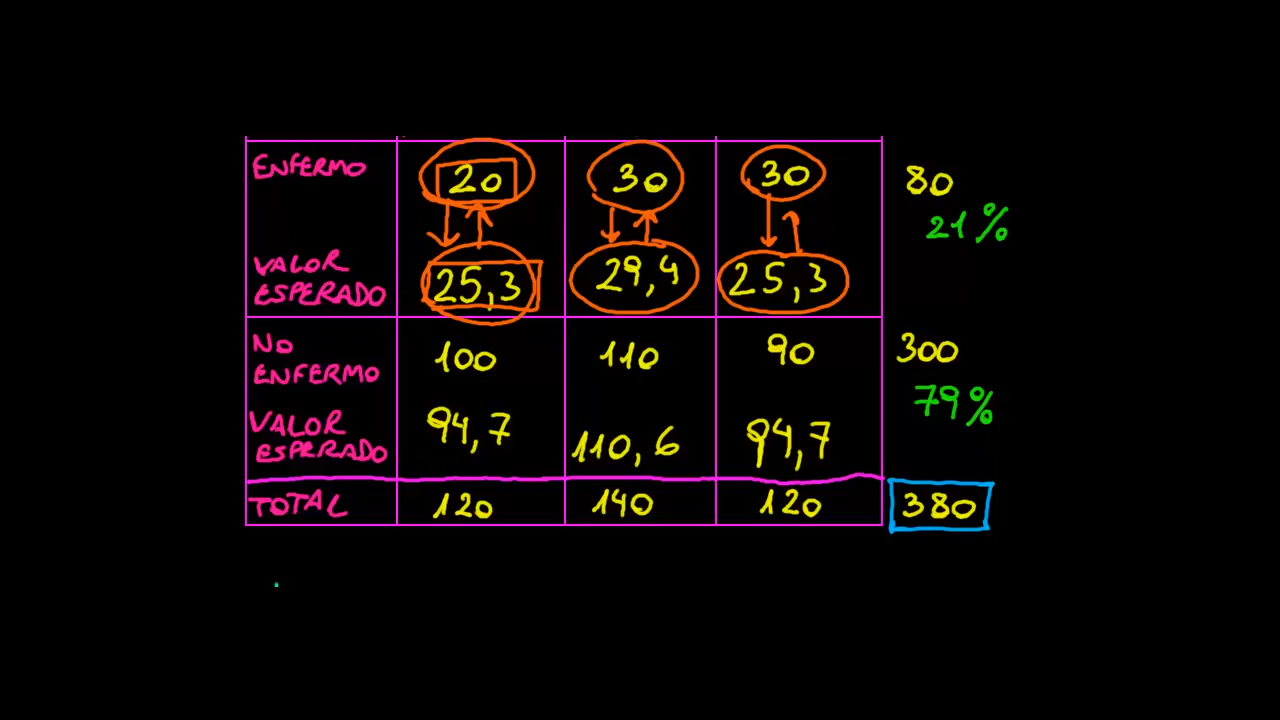 ENFERMO 20 30 30 80
21%
VALOR
ESPERADO 25,3 29,4 25,3
NO
ENFERMO 100 110 90 300
79%
VALOR
ESPERADO 94,7 110,6 94,7
TOTAL 120 140 120 380